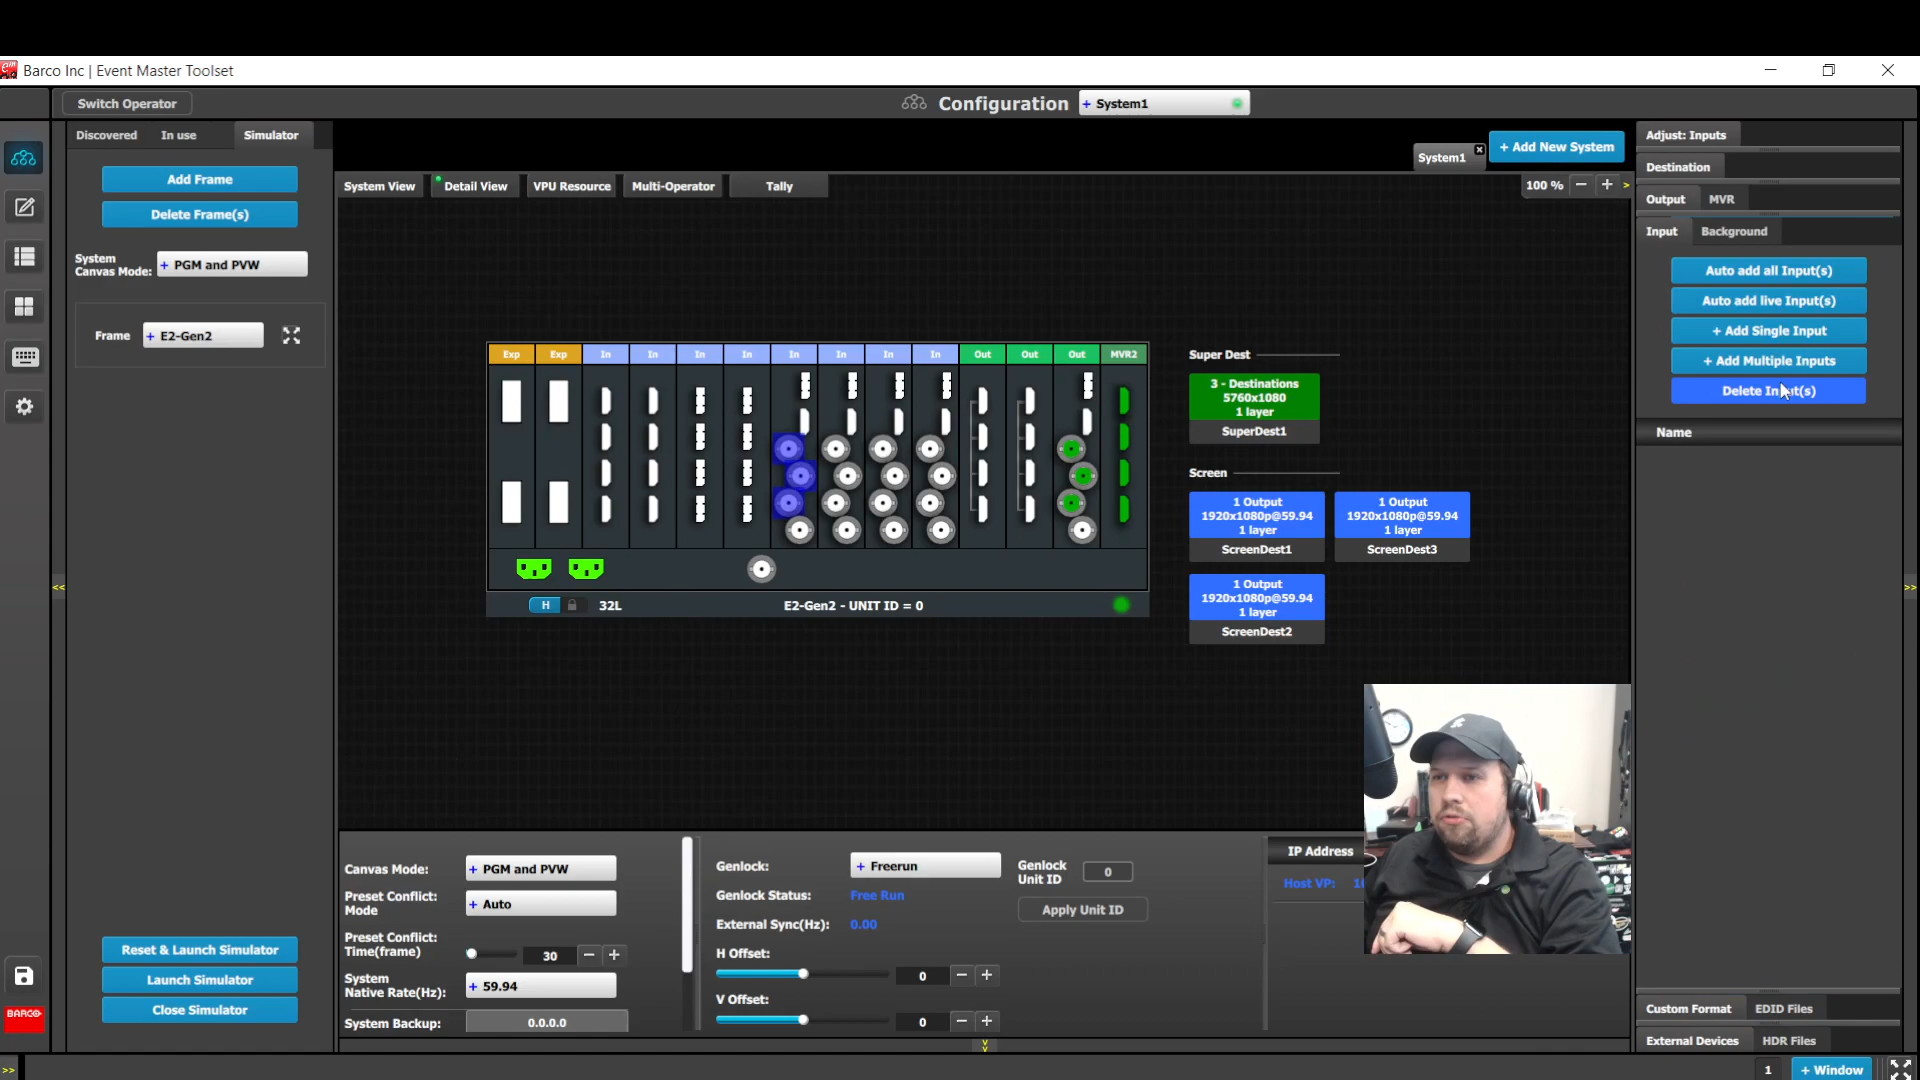 Barco Inc | Event Master Toolset
Switch Operator
Configuration
+ System1
Discovered
In use
Simulator
Add Frame
Delete Frame(s)
System
Canvas Mode:
+ PGM and PVW
Frame
+ E2-Gen2
Reset & Launch Simulator
Launch Simulator
Close Simulator
BARCO
System1
+ Add New System
System View
Detail View
VPU Resource
Multi-Operator
Tally
100 %
Exp
Exp
In
In
In
In
In
In
In
In
Out
Out
Out
MVR2
H
32L
E2-Gen2 - UNIT ID = 0
Super Dest
3 - Destinations
5760x1080
1 layer
SuperDest1
Screen
1 Output
1920x1080p@59.94
1 layer
ScreenDest1
1 Output
1920x1080p@59.94
1 layer
ScreenDest3
1 Output
1920x1080p@59.94
1 layer
ScreenDest2
Canvas Mode:
+ PGM and PVW
Preset Conflict:
Mode
+ Auto
Preset Conflict:
Time(frame)
30
System
Native Rate(Hz):
+ 59.94
System Backup:
0.0.0.0
Genlock:
+ Freerun
Genlock Status:
Free Run
External Sync(Hz):
0.00
H Offset:
0
V Offset:
0
Genlock
Unit ID
0
Apply Unit ID
IP Address
Host VP:
Adjust: Inputs
Destination
Output
MVR
Input
Background
Auto add all Input(s)
Auto add live Input(s)
+ Add Single Input
+ Add Multiple Inputs
Delete Input(s)
Name
Custom Format
EDID Files
External Devices
HDR Files
1
+ Window